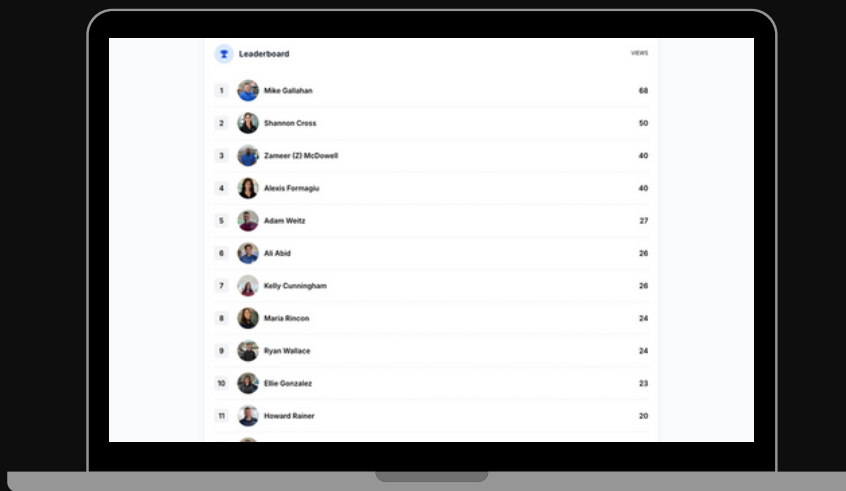 Leaderboard VIEWS
1 Mike Gallahan 68
2 Shannon Cross 50
3 Zameer (Z) McDowell 40
4 Alexis Formagiu 40
5 Adam Weitz 27
6 Ali Abid 26
7 Kelly Cunningham 26
8 Maria Rincon 24
9 Ryan Wallace 24
10 Ellie Gonzalez 23
11 Howard Rainer 20